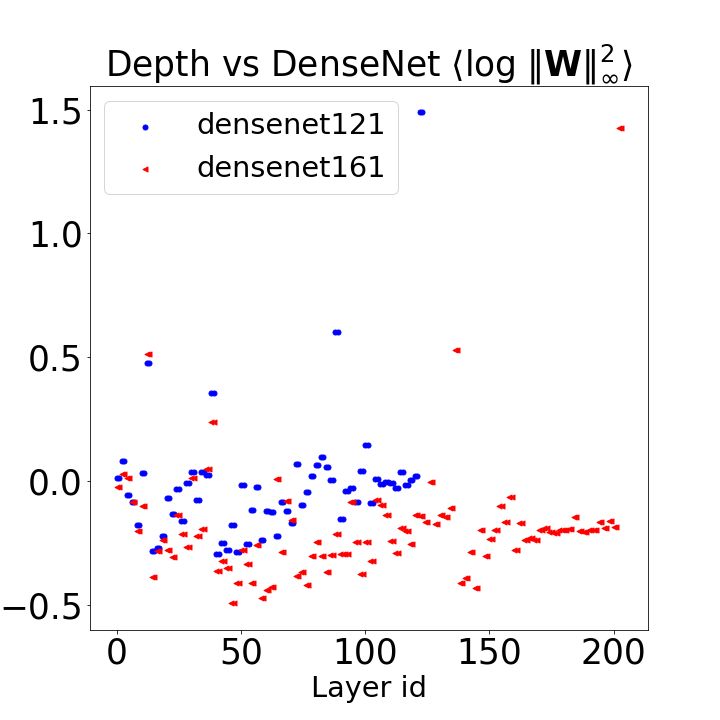 Depth vs DenseNet ⟨log ‖𝐖‖²∞⟩
densenet121
densenet161
1.5
1.0
0.5
0.0
−0.5
0 50 100 150 200
Layer id